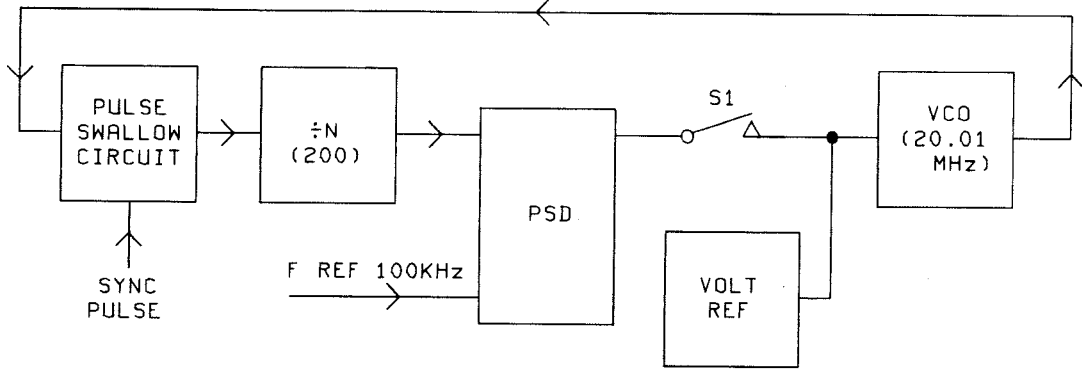 PULSE
SWALLOW
CIRCUIT
÷N
(200)
S1
VCO
(20.01
MHz)
PSD
F REF 100KHz
VOLT
REF
SYNC
PULSE